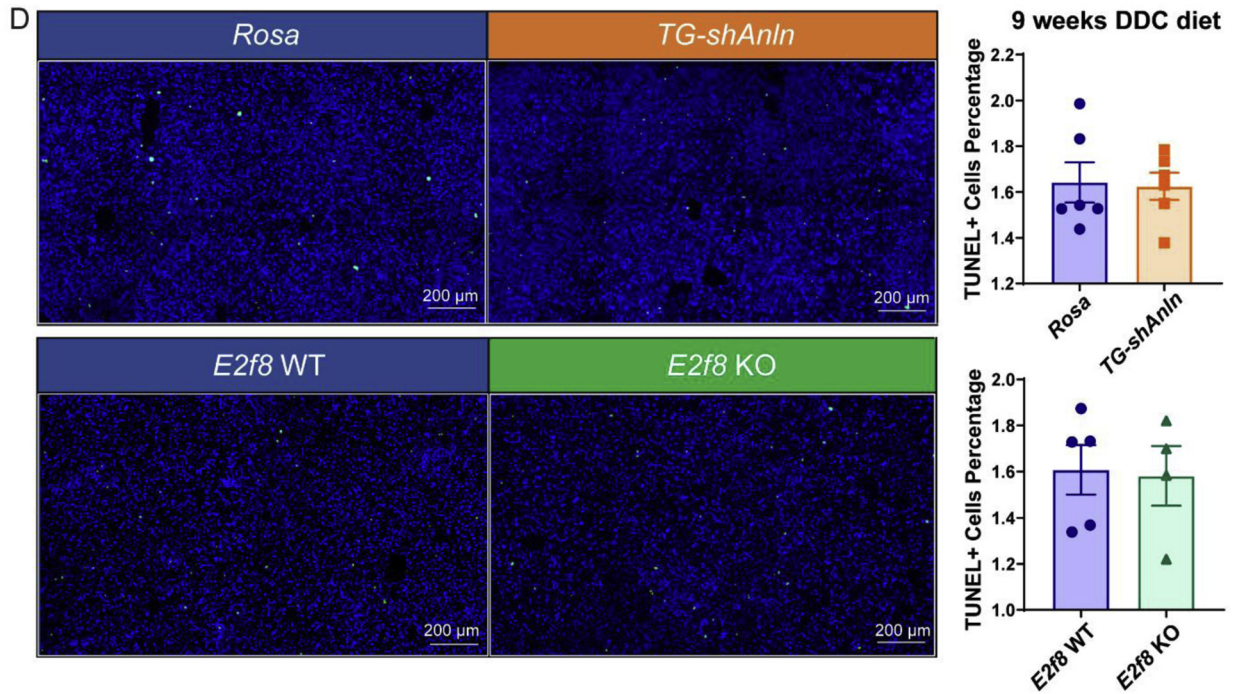 D
Rosa
TG-shAnln
200 µm
200 µm
9 weeks DDC diet
TUNEL+ Cells Percentage
2.2
2.0
1.8
1.6
1.4
1.2
Rosa
TG-shAnln
E2f8 WT
E2f8 KO
200 µm
200 µm
TUNEL+ Cells Percentage
2.0
1.8
1.6
1.4
1.2
1.0
E2f8 WT
E2f8 KO